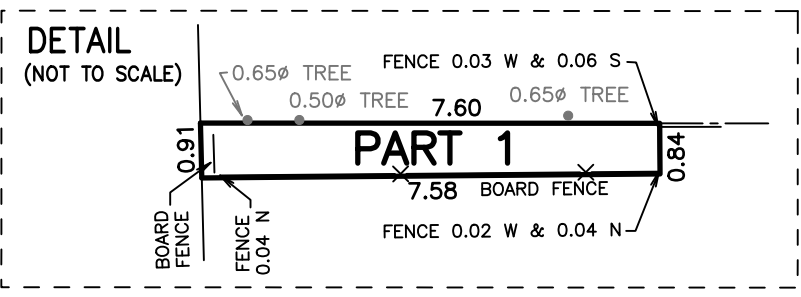 DETAIL
(NOT TO SCALE)
FENCE 0.03 W & 0.06 S
0.65ø TREE
0.50ø TREE
7.60
0.65ø TREE
0.91
PART 1
0.84
7.58
BOARD FENCE
BOARD
FENCE
FENCE
0.04 N
FENCE 0.02 W & 0.04 N